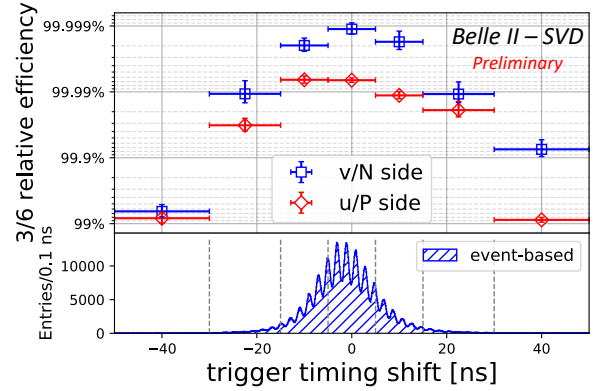 99.999%
99.99%
99.9%
99%
3/6 relative efficiency
Belle II − SVD
Preliminary
v/N side
u/P side
10000
5000
0
Entries/0.1 ns
event-based
−40 −20 0 20 40
trigger timing shift [ns]